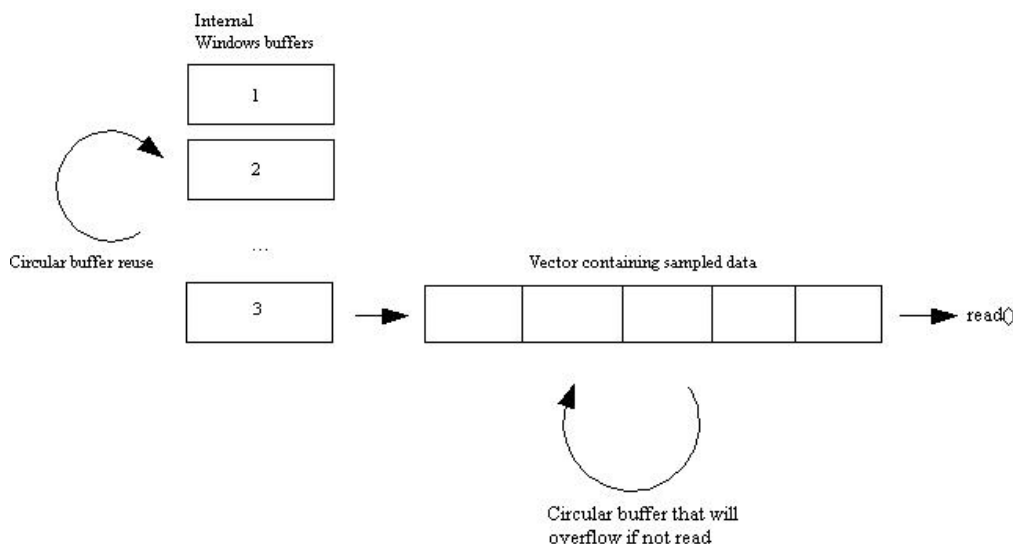 Internal
Windows buffers
1
2
...
Circular buffer reuse
Vector containing sampled data
3
read()
Circular buffer that will
overflow if not read